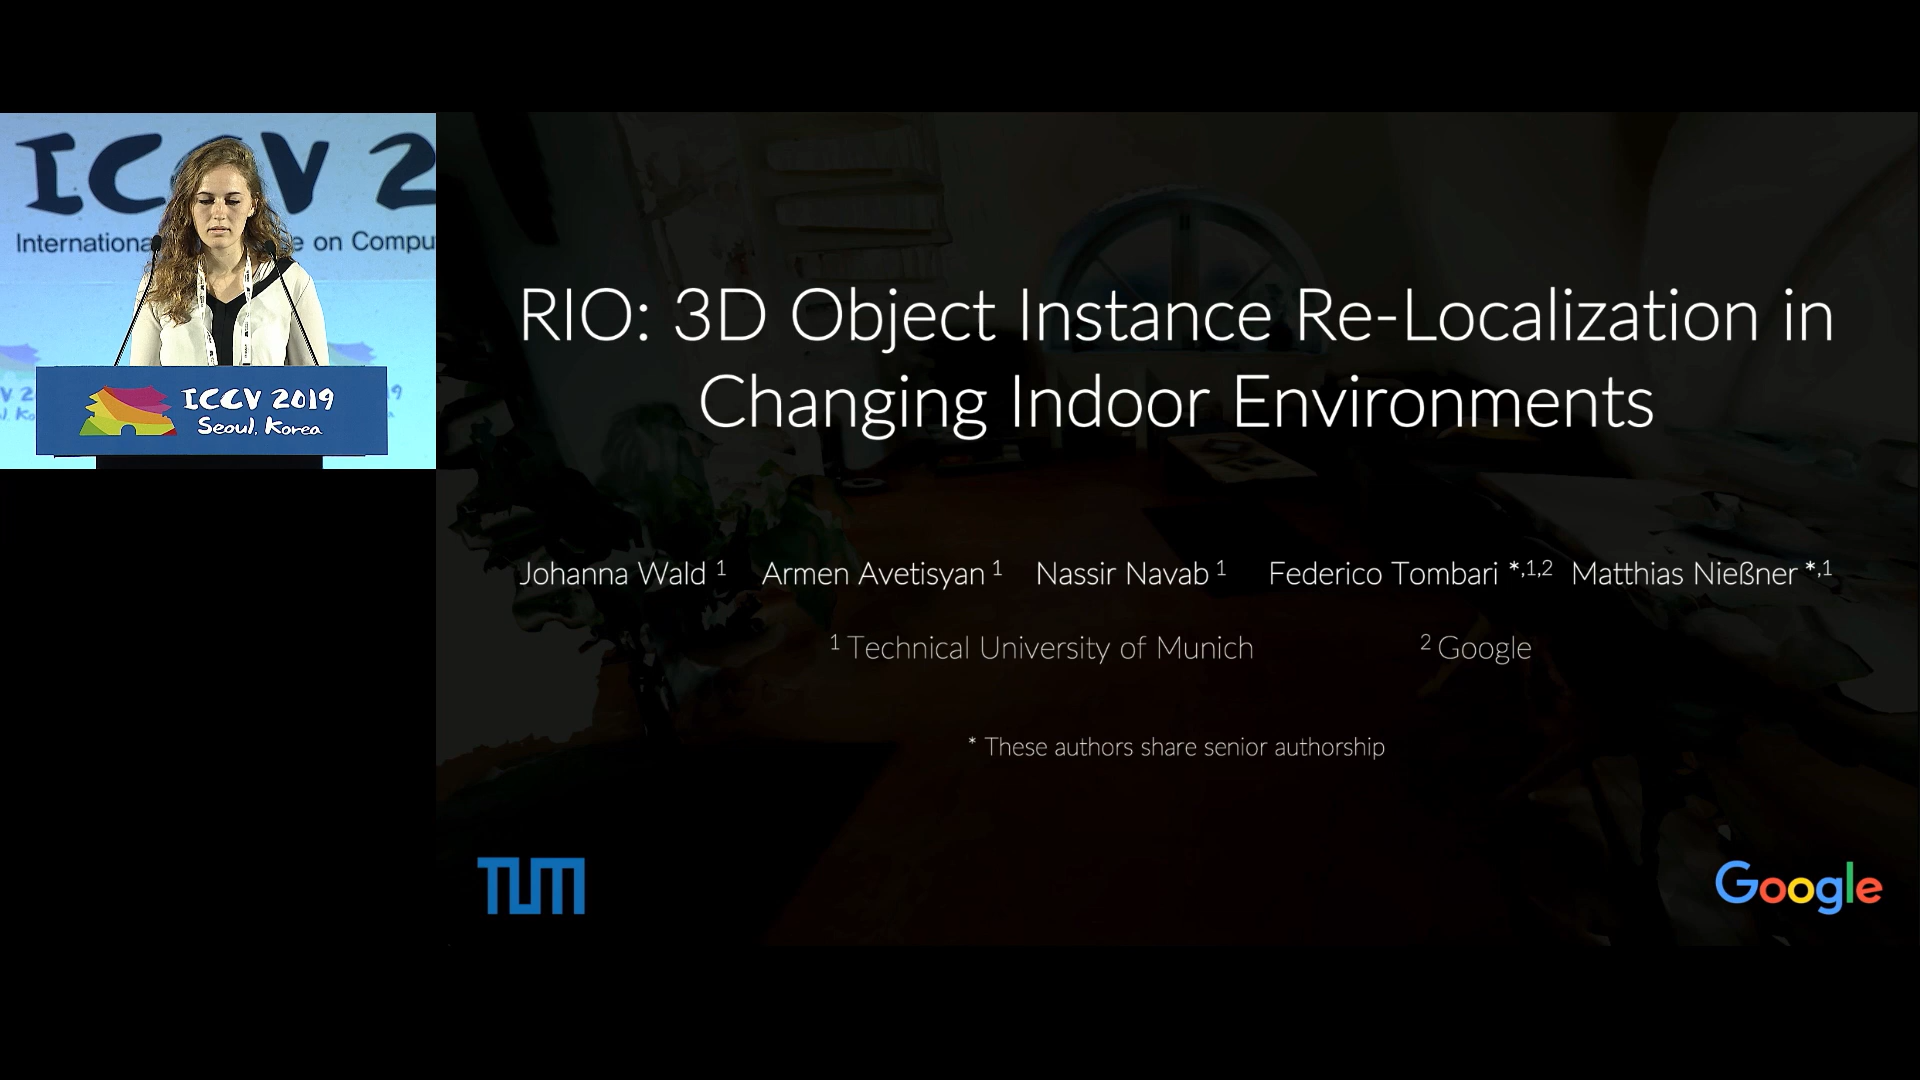 ICCV 2
International e on Compu
ICCV 2019
Seoul, Korea
RIO: 3D Object Instance Re-Localization in
Changing Indoor Environments
Johanna Wald ¹ Armen Avetisyan ¹ Nassir Navab ¹ Federico Tombari *,¹,² Matthias Nießner *,¹
¹ Technical University of Munich ² Google
* These authors share senior authorship
TUM
Google